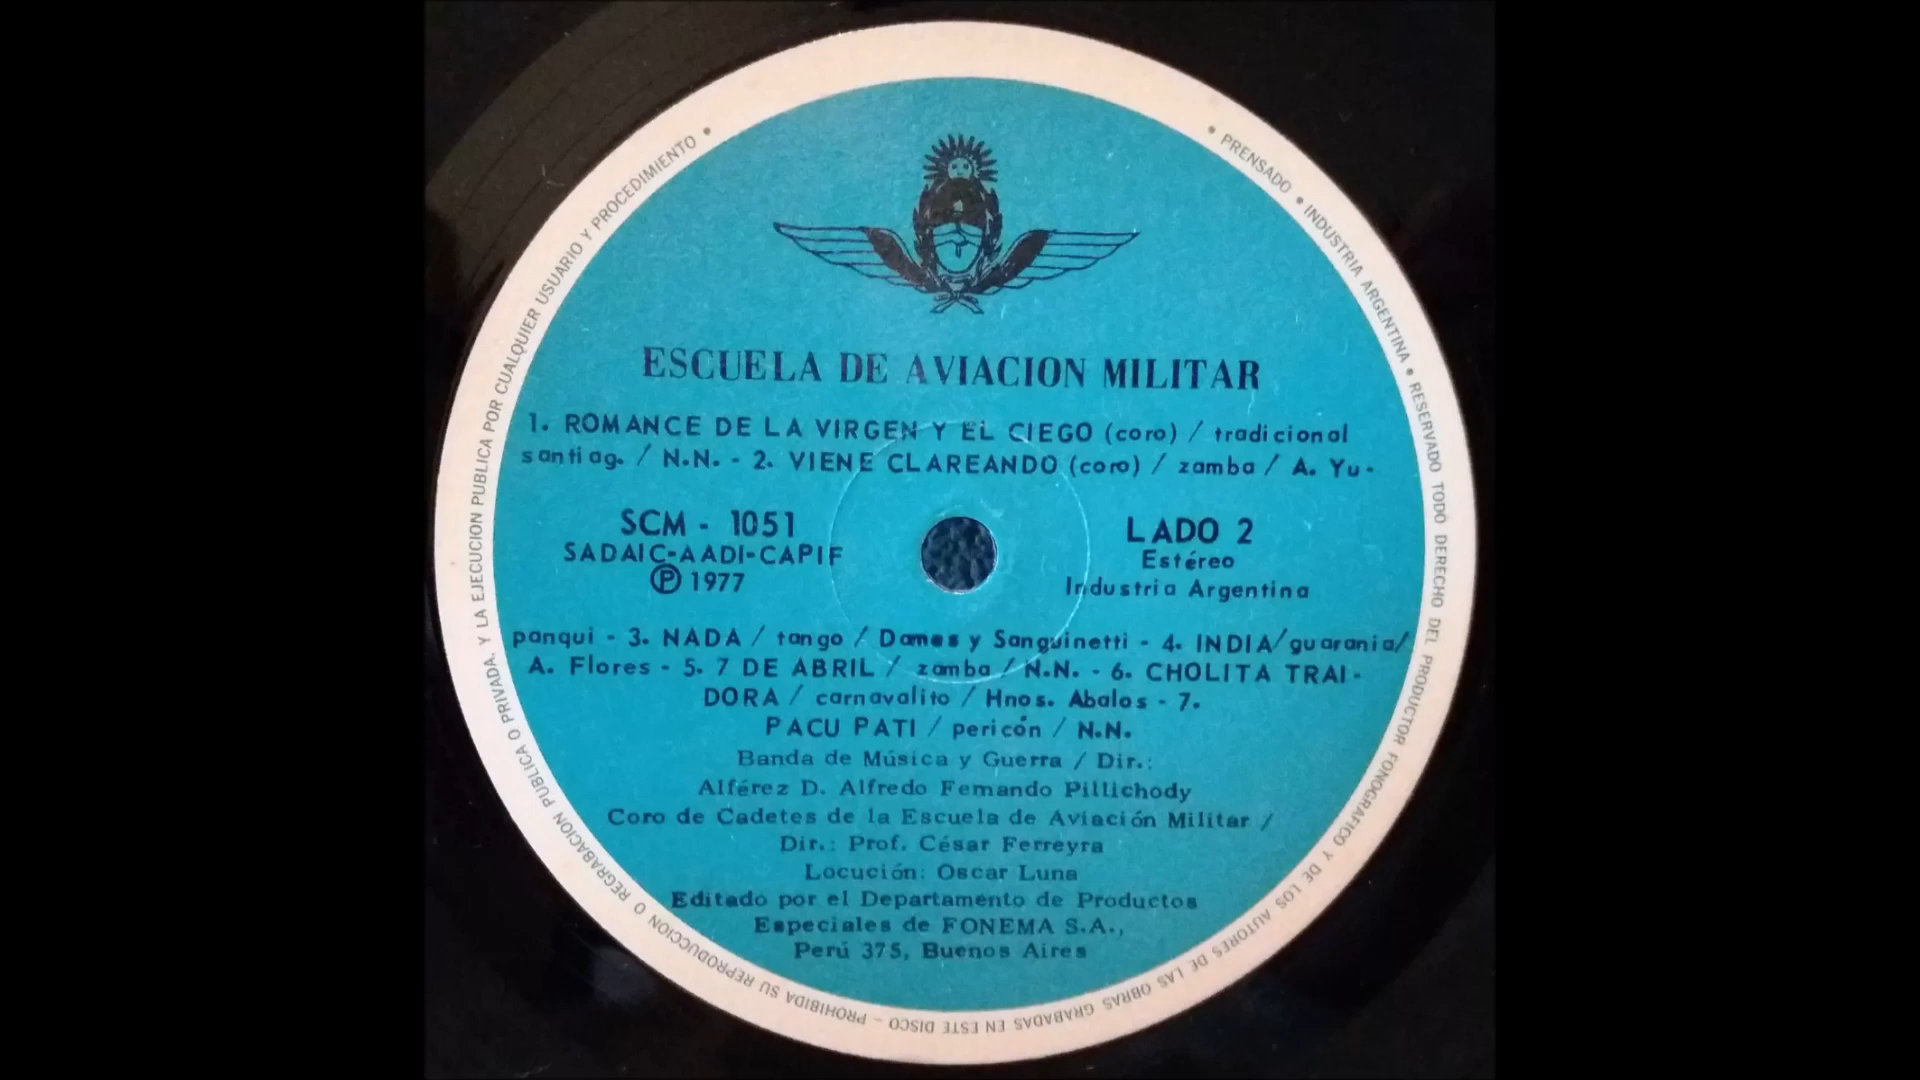 ESCUELA DE AVIACION MILITAR
1. ROMANCE DE LA VIRGEN Y EL CIEGO (coro) / tradicional
santiag. / N.N. - 2. VIENE CLAREANDO (coro) / zamba / A. Yu-
SCM - 1051
SADAIC-AADI-CAPIF
℗ 1977
LADO 2
Estéreo
Industria Argentina
panqui - 3. NADA / tango / Dames y Sanguinetti - 4. INDIA/guarania/
A. Flores - 5. 7 DE ABRIL / zamba / N.N. - 6. CHOLITA TRAI-
DORA / carnavalito / Hnos. Abalos - 7.
PACU PATI / pericón / N.N.
Banda de Música y Guerra / Dir.:
Alférez D. Alfredo Fernando Pillichody
Coro de Cadetes de la Escuela de Aviación Militar /
Dir.: Prof. César Ferreyra
Locución: Oscar Luna
Editado por el Departamento de Productos
Especiales de FONEMA S.A.,
Perú 375, Buenos Aires
• PRENSADO • INDUSTRIA ARGENTINA • RESERVADO TODO DERECHO DEL PRODUCTOR FONOGRAFICO Y DE LOS AUTORES DE LAS OBRAS GRABADAS EN ESTE DISCO – PROHIBIDA SU REPRODUCCION O REGRABACION PUBLICA O PRIVADA, Y LA EJECUCION PUBLICA POR CUALQUIER USUARIO Y PROCEDIMIENTO •